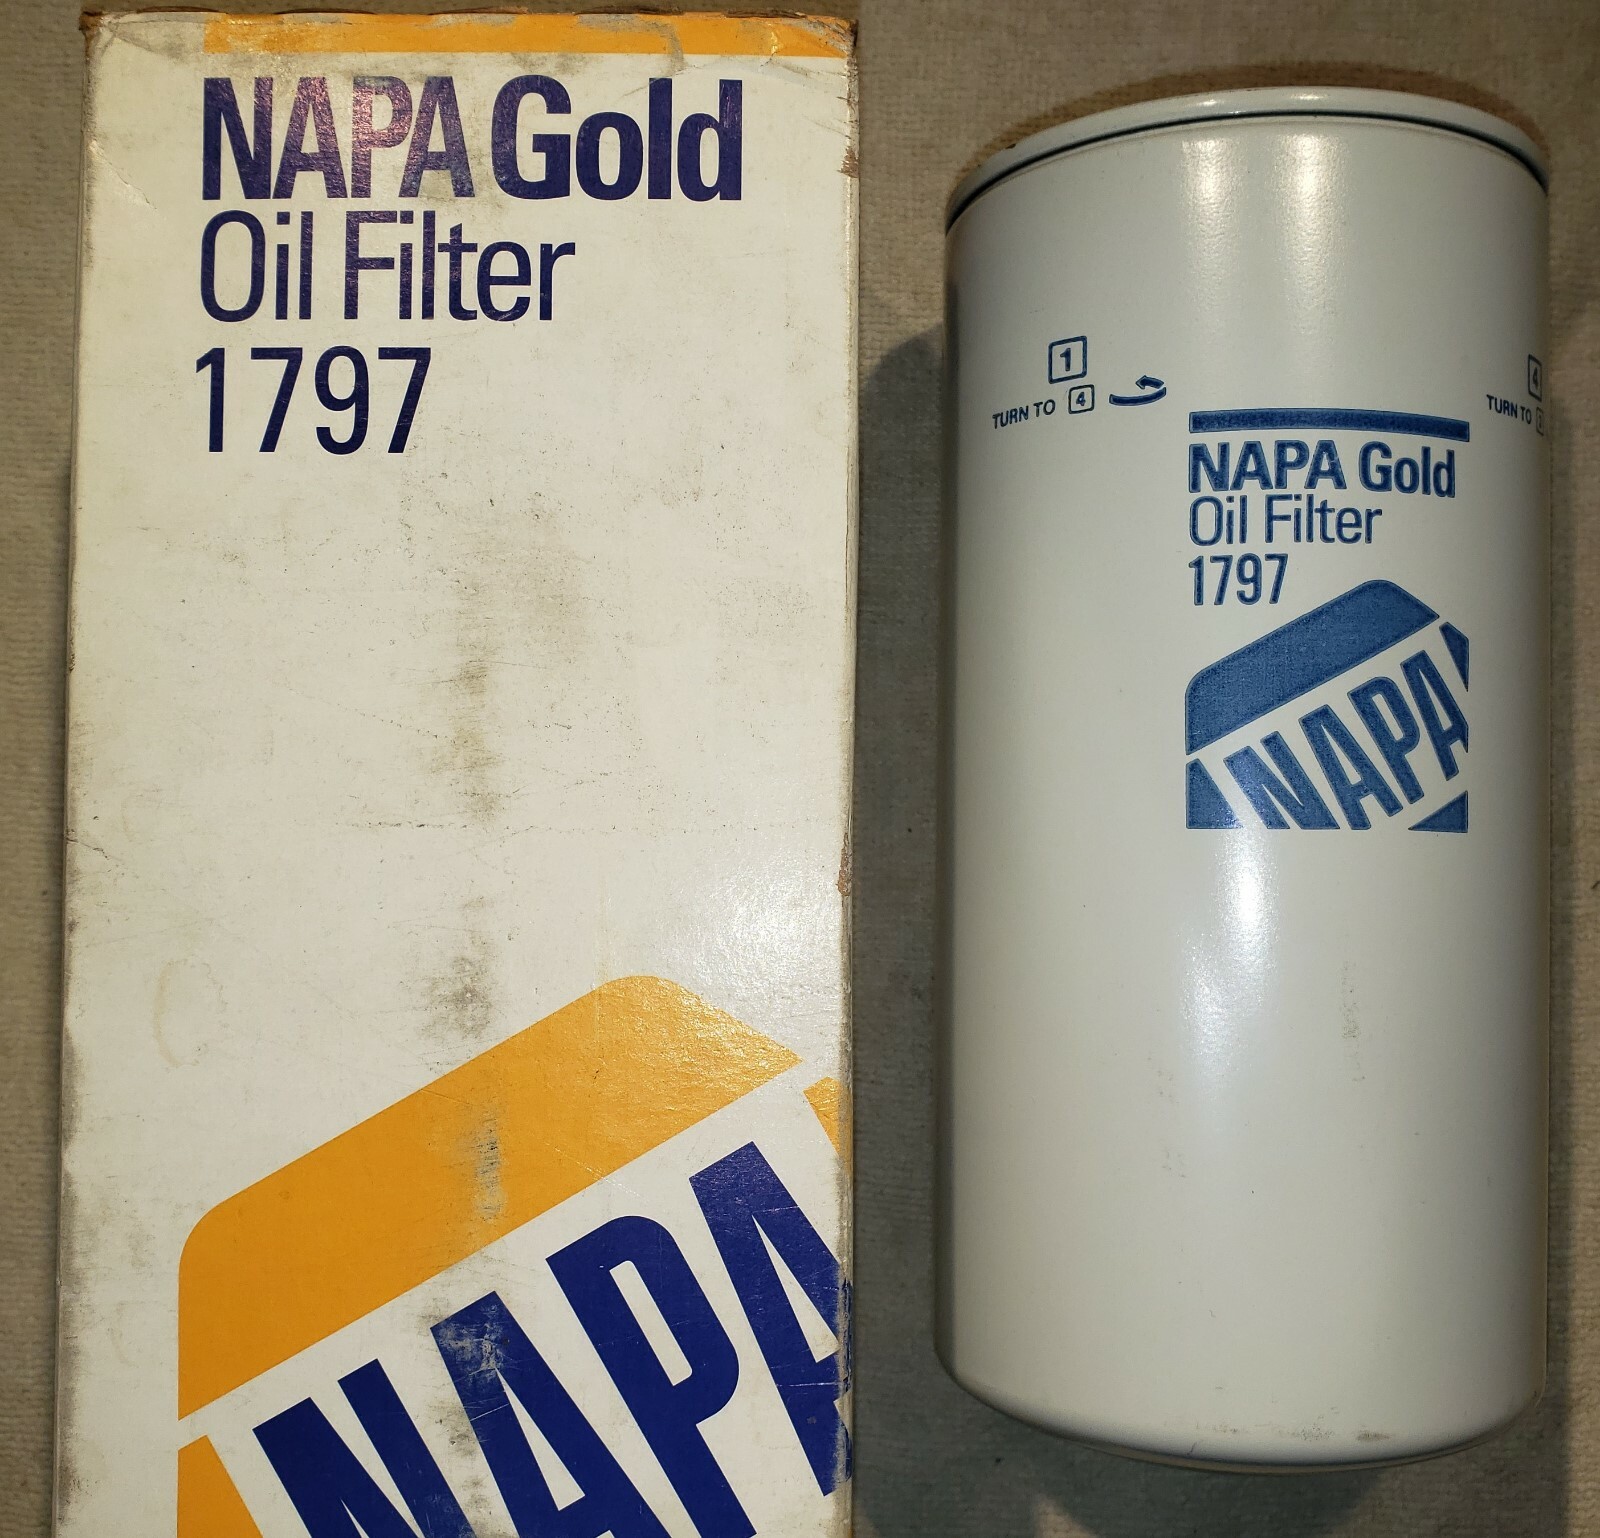 NAPA Gold
Oil Filter
1797
NAPA
1
TURN TO 4
NAPA Gold
Oil Filter
1797
NAPA
4
TURN TO